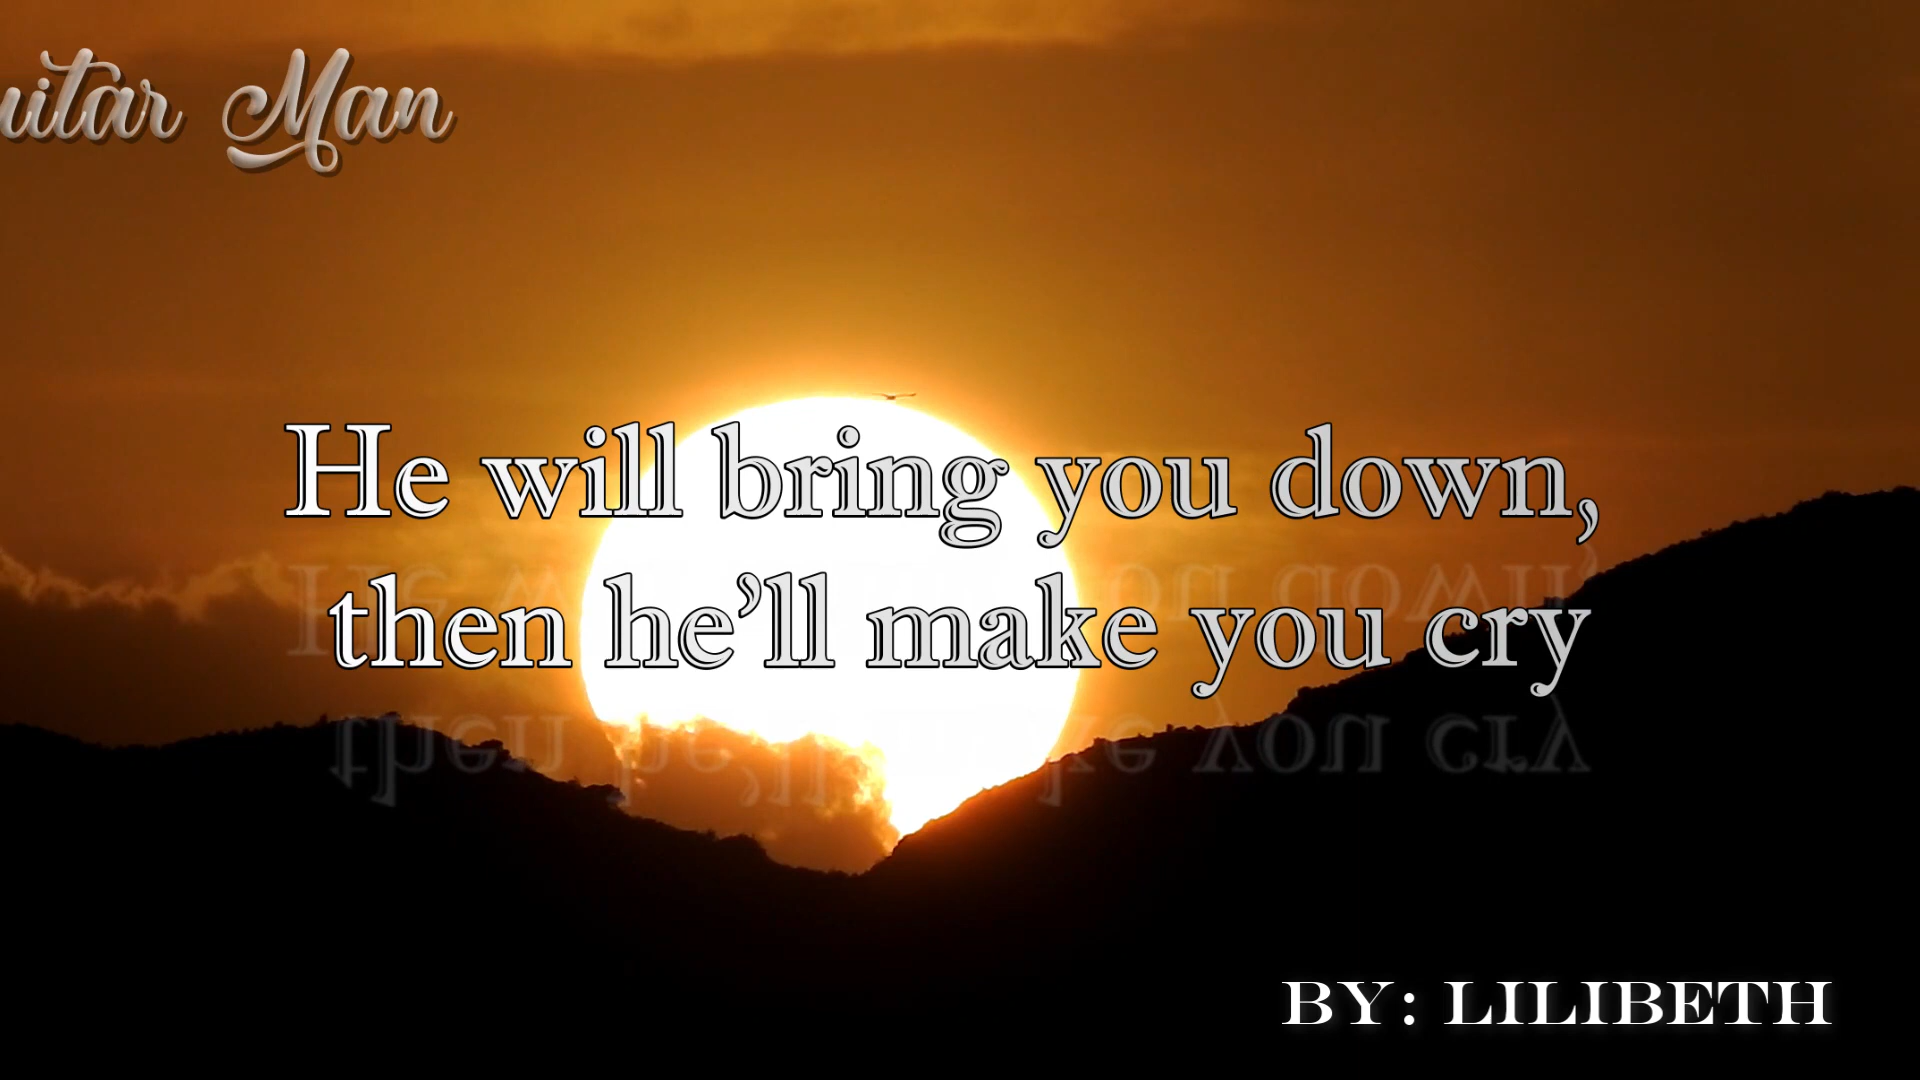 uitar Man
He will bring you down,
then he’ll make you cry
BY: LILIBETH